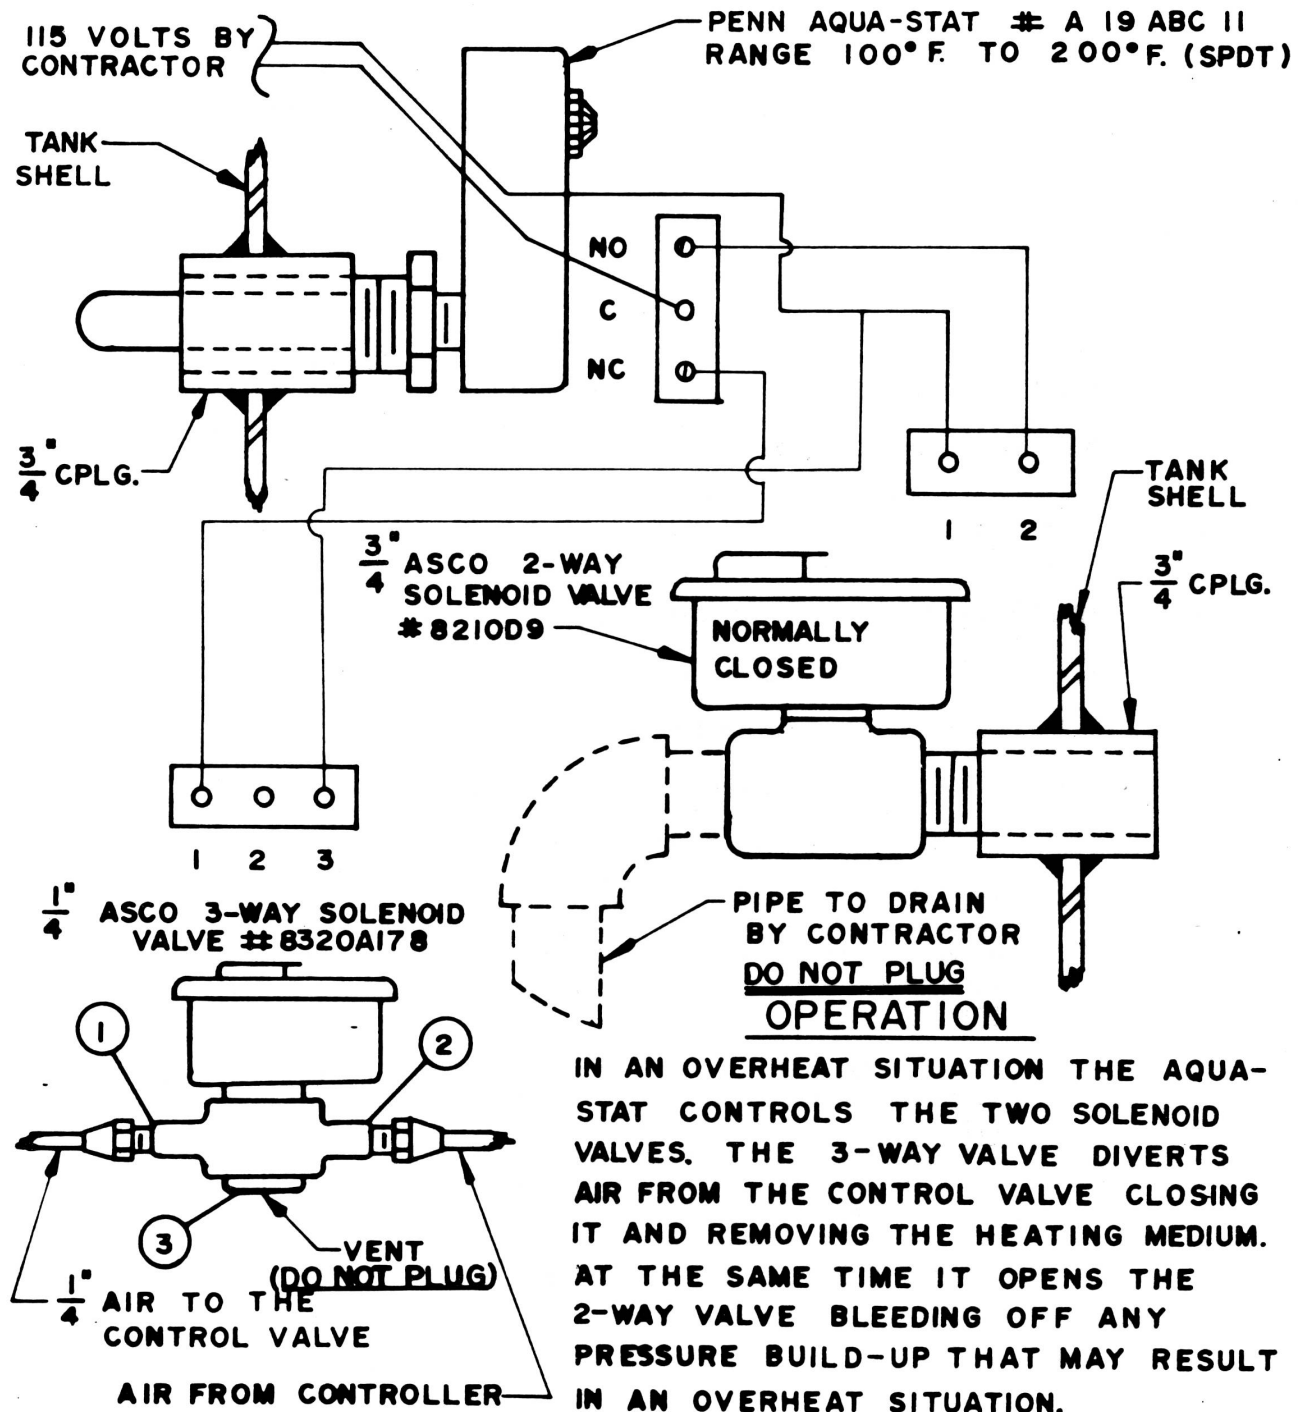 115 VOLTS BY
CONTRACTOR
PENN AQUA-STAT # A 19 ABC 11
RANGE 100°F. TO 200°F. (SPDT)
TANK
SHELL
NO
C
NC
3/4" CPLG.
1 2
TANK
SHELL
3/4" CPLG.
3/4" ASCO 2-WAY
SOLENOID VALVE
# 8210D9
NORMALLY
CLOSED
1 2 3
1/4" ASCO 3-WAY SOLENOID
VALVE # 8320A178
1
2
3
VENT
(DO NOT PLUG)
1/4" AIR TO THE
CONTROL VALVE
AIR FROM CONTROLLER
PIPE TO DRAIN
BY CONTRACTOR
DO NOT PLUG
OPERATION
IN AN OVERHEAT SITUATION THE AQUA-
STAT CONTROLS THE TWO SOLENOID
VALVES. THE 3-WAY VALVE DIVERTS
AIR FROM THE CONTROL VALVE CLOSING
IT AND REMOVING THE HEATING MEDIUM.
AT THE SAME TIME IT OPENS THE
2-WAY VALVE BLEEDING OFF ANY
PRESSURE BUILD-UP THAT MAY RESULT
IN AN OVERHEAT SITUATION.